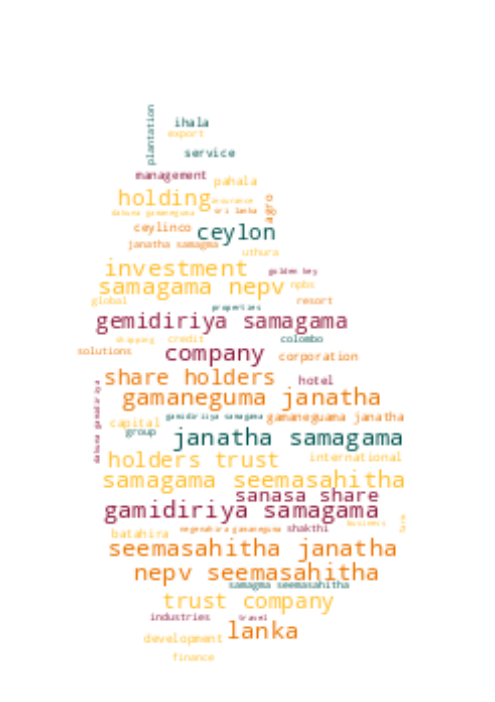 plantation
ihala
export
service
management
pahala
holding
insurance
agro
dakuna gamaneguma
sri lanka
ceylinco
ceylon
janatha samagma
uthura
investment
golden key
samagama nepv
npbs
global
resort
properties
gemidiriya samagama
shipping
credit
colombo
solutions
company
corporation
share holders
hotel
dakuna gamidiriya
gamaneguma janatha
gamidiriiya samagama
gamaneguama janatha
capital
group
janatha samagama
holders trust
international
samagama seemasahitha
sanasa share
gamidiriya samagama
business
farm
batahira
negenahira gamaneguma
shakthi
seemasahitha janatha
nepv seemasahitha
samagma seemasahitha
trust company
industries
travel
lanka
development
finance